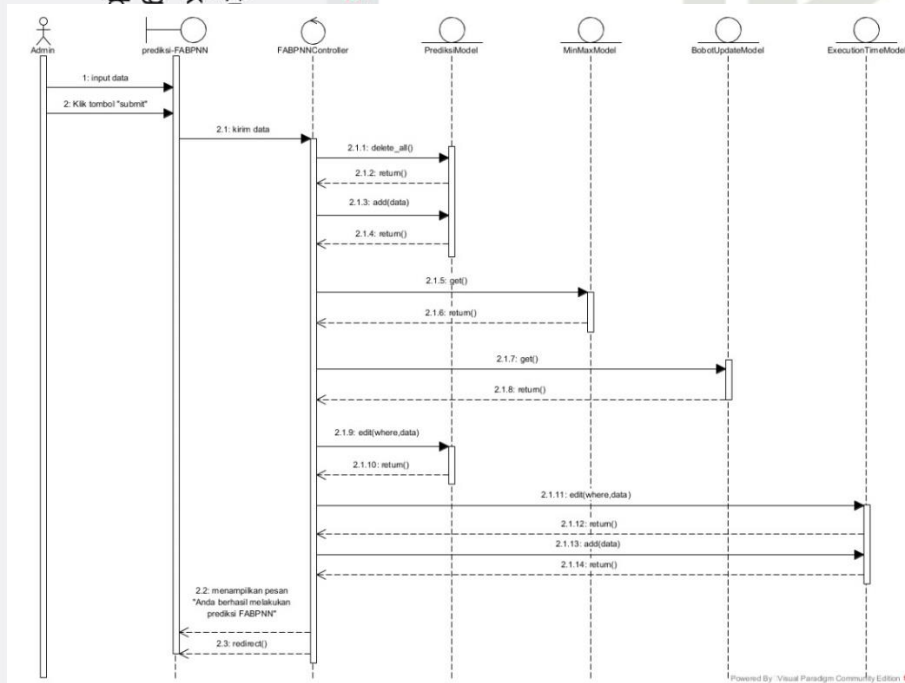 Admin
prediksi-FABPNN
FABPNNController
PrediksiModel
MinMaxModel
BobotUpdateModel
ExecutionTimeModel
1: input data
2: Klik tombol "submit"
2.1: kirim data
2.1.1: delete_all()
2.1.2: return()
2.1.3: add(data)
2.1.4: return()
2.1.5: get()
2.1.6: return()
2.1.7: get()
2.1.8: return()
2.1.9: edit(where,data)
2.1.10: return()
2.1.11: edit(where,data)
2.1.12: return()
2.1.13: add(data)
2.1.14: return()
2.2: menampilkan pesan
"Anda berhasil melakukan
prediksi FABPNN"
2.3: redirect()
Powered By Visual Paradigm Community Edition